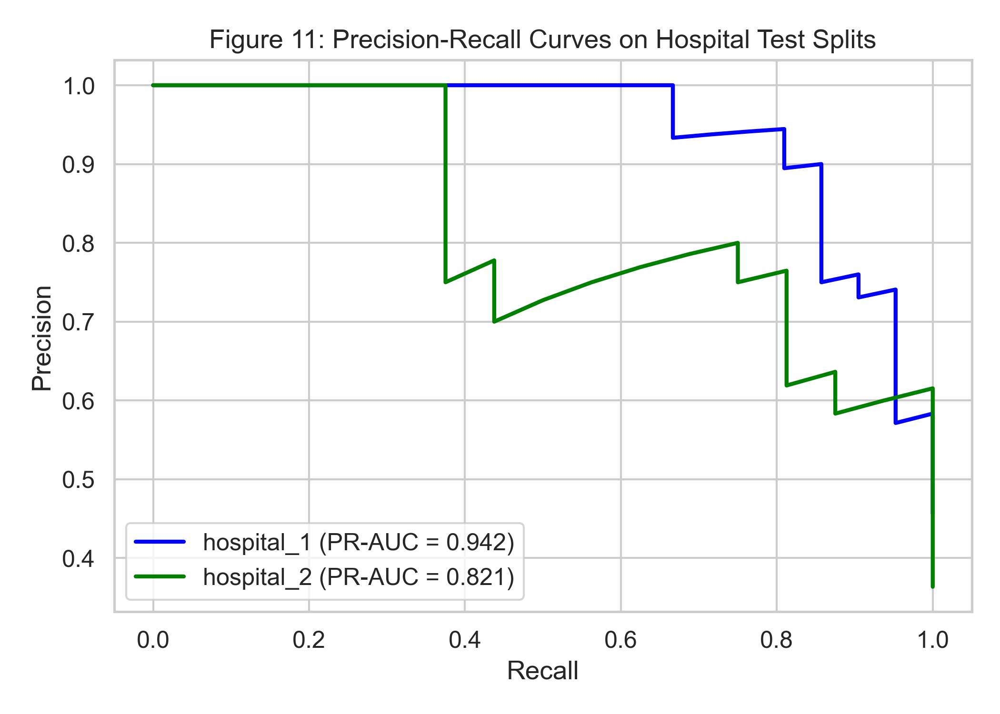 Figure 11: Precision-Recall Curves on Hospital Test Splits
Precision
1.0
0.9
0.8
0.7
0.6
0.5
0.4
hospital_1 (PR-AUC = 0.942)
hospital_2 (PR-AUC = 0.821)
0.0 0.2 0.4 0.6 0.8 1.0
Recall